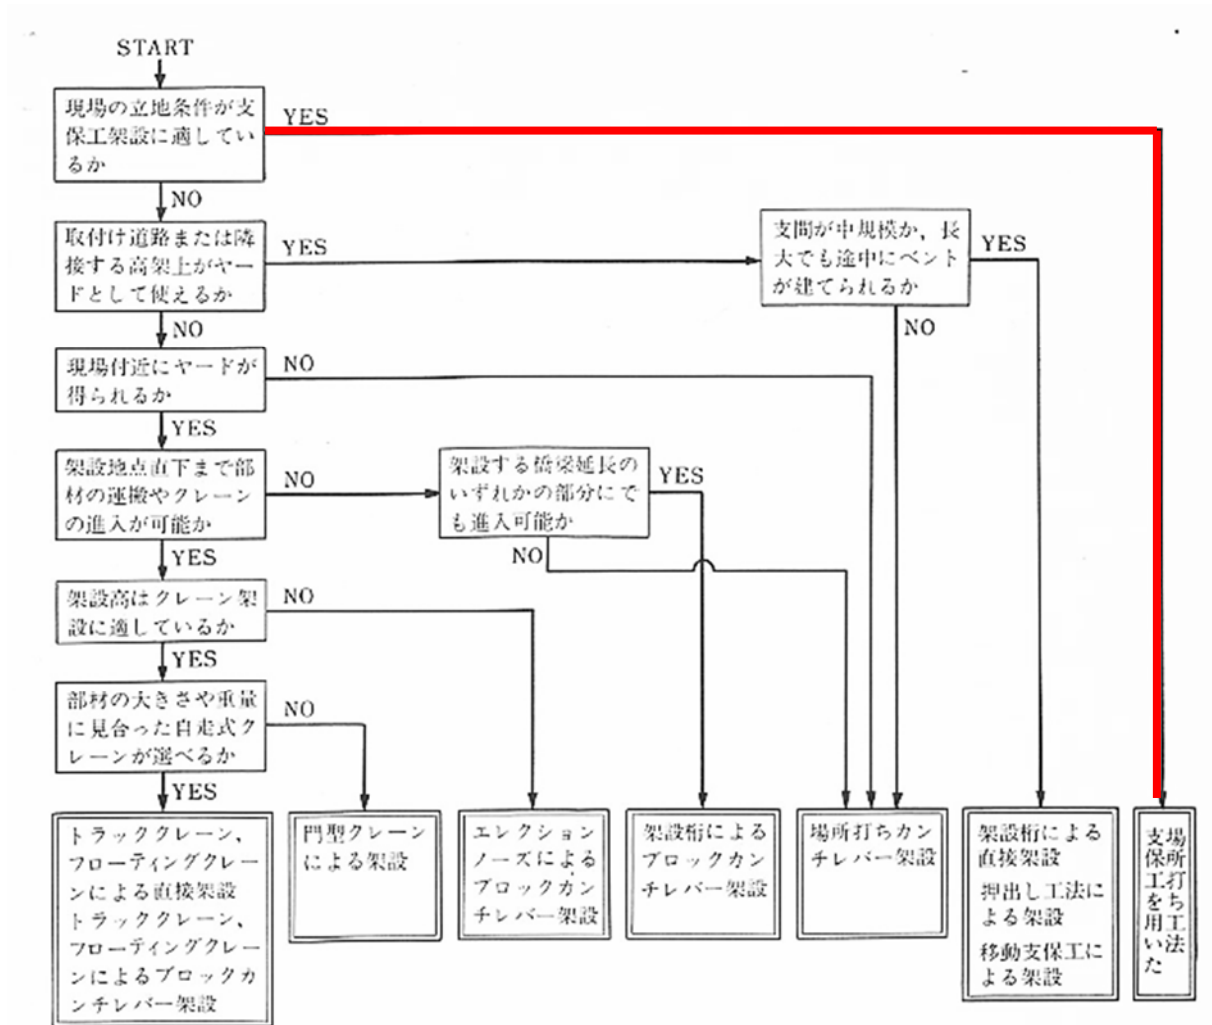 START
現場の立地条件が支
保工架設に適してい
るか
YES
NO
取付け道路または隣
接する高架上がヤー
ドとして使えるか
YES
支間が中規模か，長
大でも途中にベント
が建てられるか
YES
NO
NO
現場付近にヤードが
得られるか
NO
YES
架設地点直下まで部
材の運搬やクレーン
の進入が可能か
NO
架設する橋梁延長の
いずれかの部分にで
も進入可能か
YES
NO
YES
架設高はクレーン架
設に適しているか
NO
YES
部材の大きさや重量
に見合った自走式ク
レーンが選べるか
NO
YES
トラッククレーン、
フローティングクレー
ンによる直接架設
トラッククレーン、
フローティングクレー
ンによるブロックカ
ンチレバー架設
門型クレーン
による架設
エレクション
ノーズによる
ブロックカン
チレバー架設
架設桁による
ブロックカン
チレバー架設
場所打ちカン
チレバー架設
架設桁による
直接架設
押出し工法に
よる架設
移動支保工に
よる架設
場所打ち工法
支保工を用いた